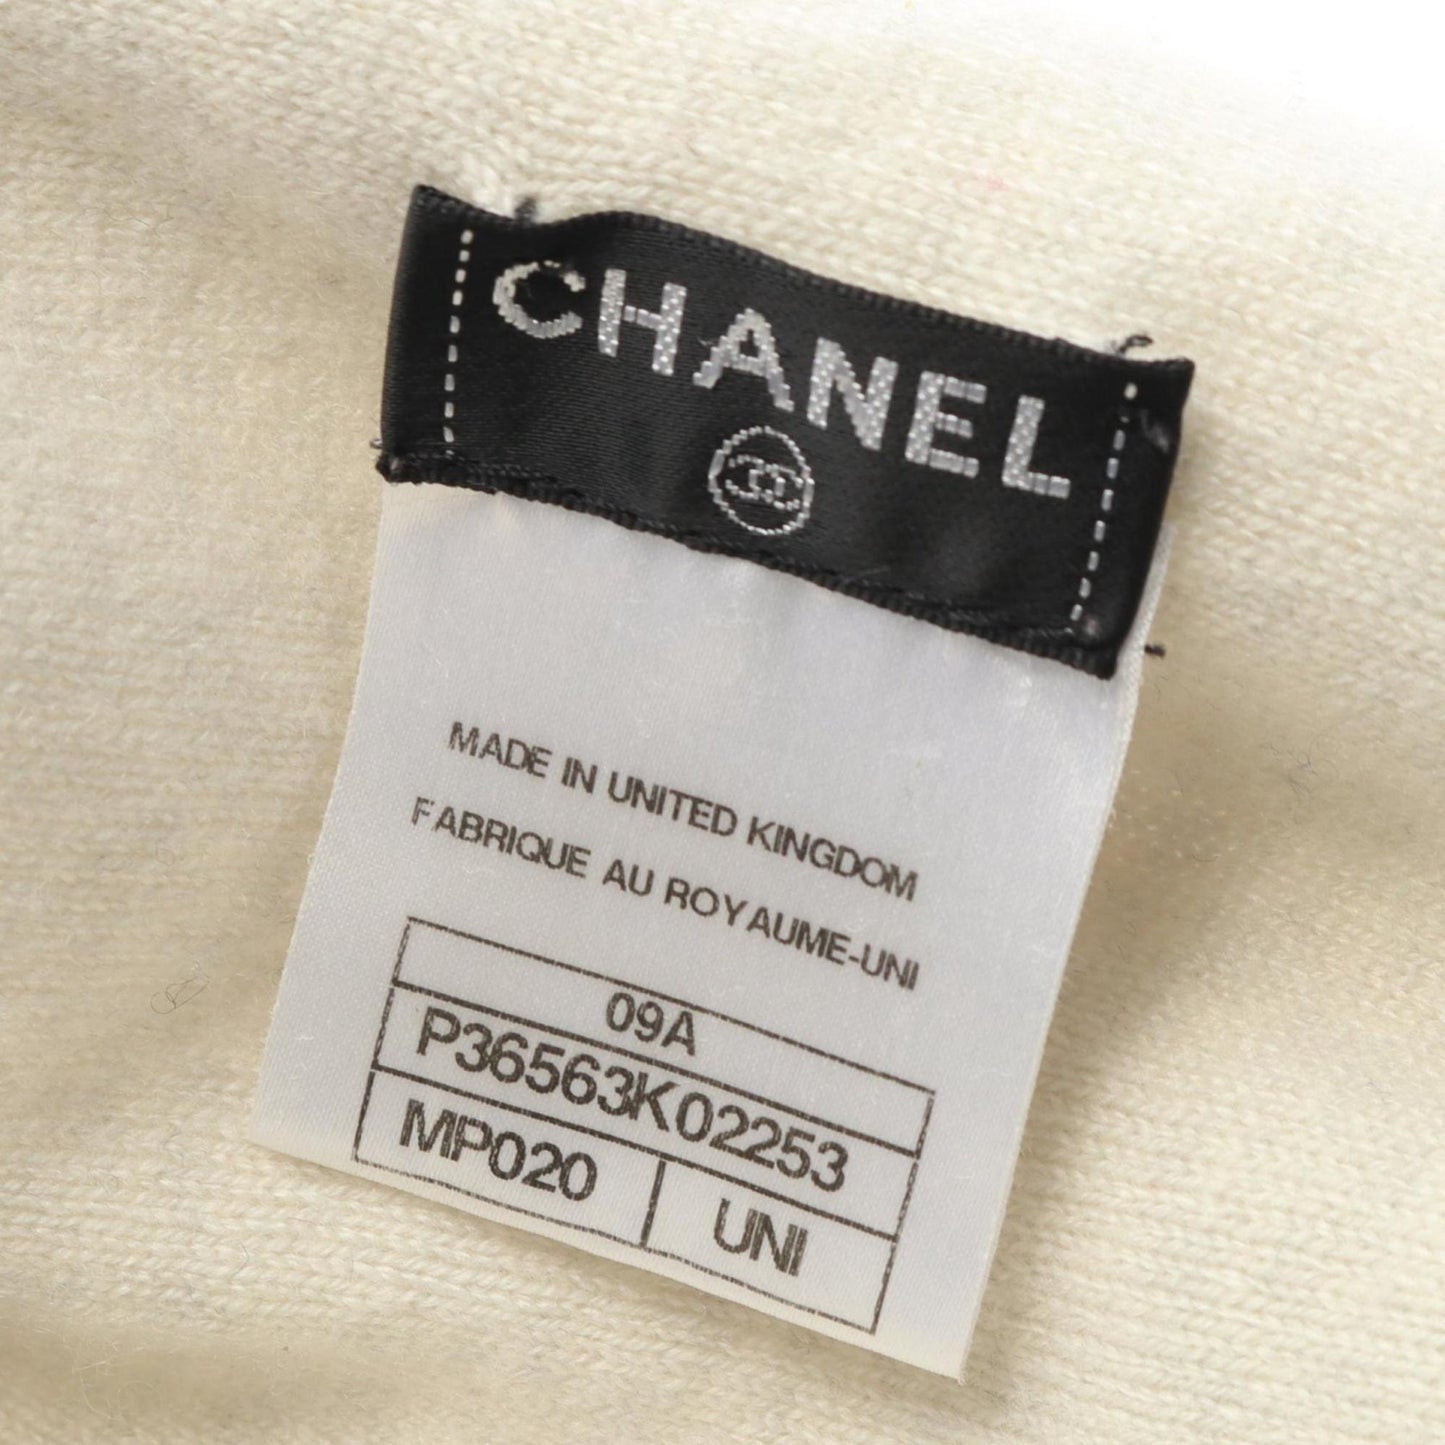 CHANEL
MADE IN UNITED KINGDOM
FABRIQUE AU ROYAUME-UNI
09A
P36563K02253
MP020 UNI